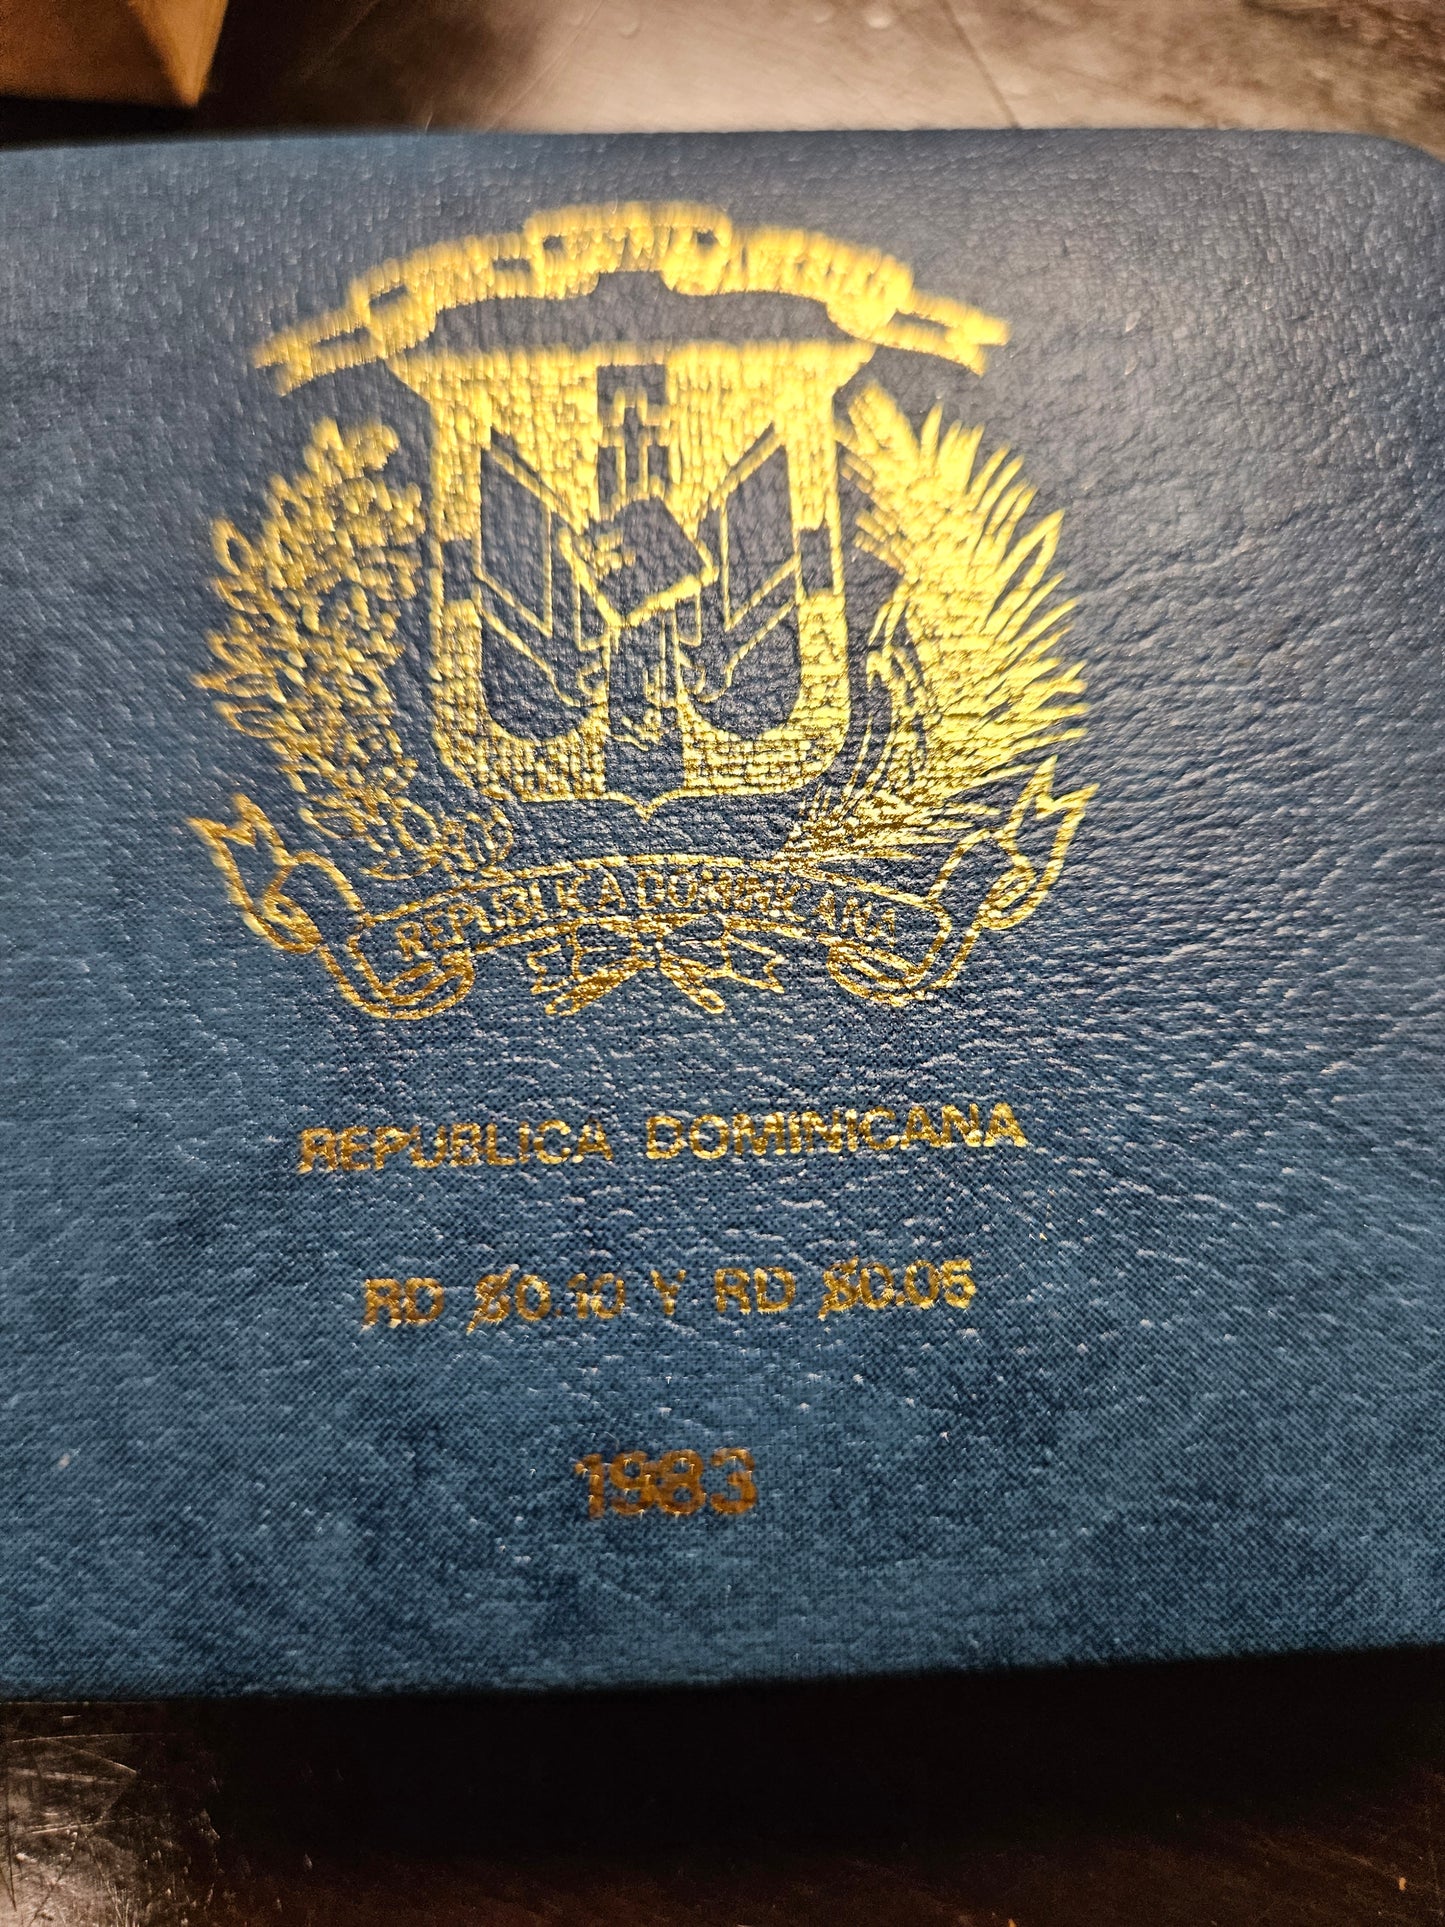 REPUBLICA DOMINICANA
REPUBLICA DOMINICANA
RD $0.10 Y RD $0.05
1983